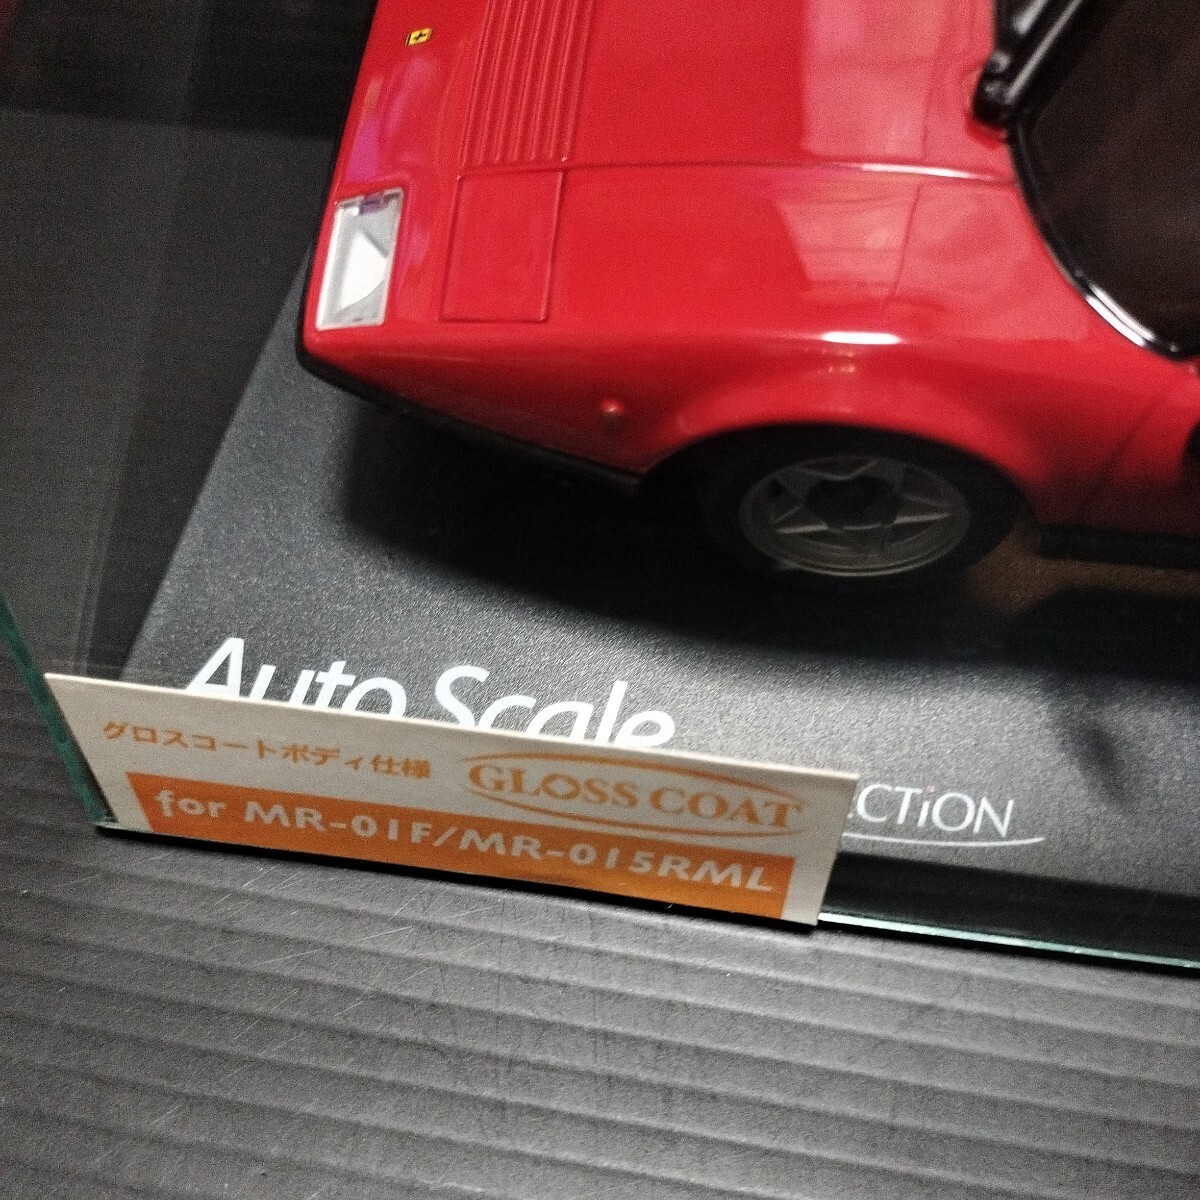 Auto Scale
CTiON
グロスコートボディ仕様
GLOSS COAT
for MR-01F/MR-015RML